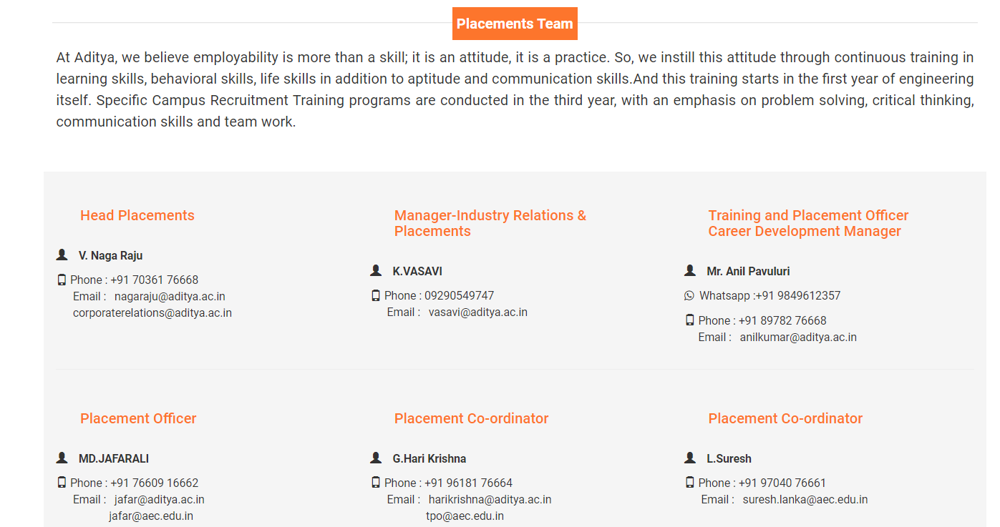 Placements Team
At Aditya, we believe employability is more than a skill; it is an attitude, it is a practice. So, we instill this attitude through continuous training in
learning skills, behavioral skills, life skills in addition to aptitude and communication skills.And this training starts in the first year of engineering
itself. Specific Campus Recruitment Training programs are conducted in the third year, with an emphasis on problem solving, critical thinking,
communication skills and team work.
Head Placements
V. Naga Raju
Phone : +91 70361 76668
Email : nagaraju@aditya.ac.in
corporaterelations@aditya.ac.in
Manager-Industry Relations &
Placements
K.VASAVI
Phone : 09290549747
Email : vasavi@aditya.ac.in
Training and Placement Officer
Career Development Manager
Mr. Anil Pavuluri
Whatsapp :+91 9849612357
Phone : +91 89782 76668
Email : anilkumar@aditya.ac.in
Placement Officer
MD.JAFARALI
Phone : +91 76609 16662
Email : jafar@aditya.ac.in
jafar@aec.edu.in
Placement Co-ordinator
G.Hari Krishna
Phone : +91 96181 76664
Email : harikrishna@aditya.ac.in
tpo@aec.edu.in
Placement Co-ordinator
L.Suresh
Phone : +91 97040 76661
Email : suresh.lanka@aec.edu.in